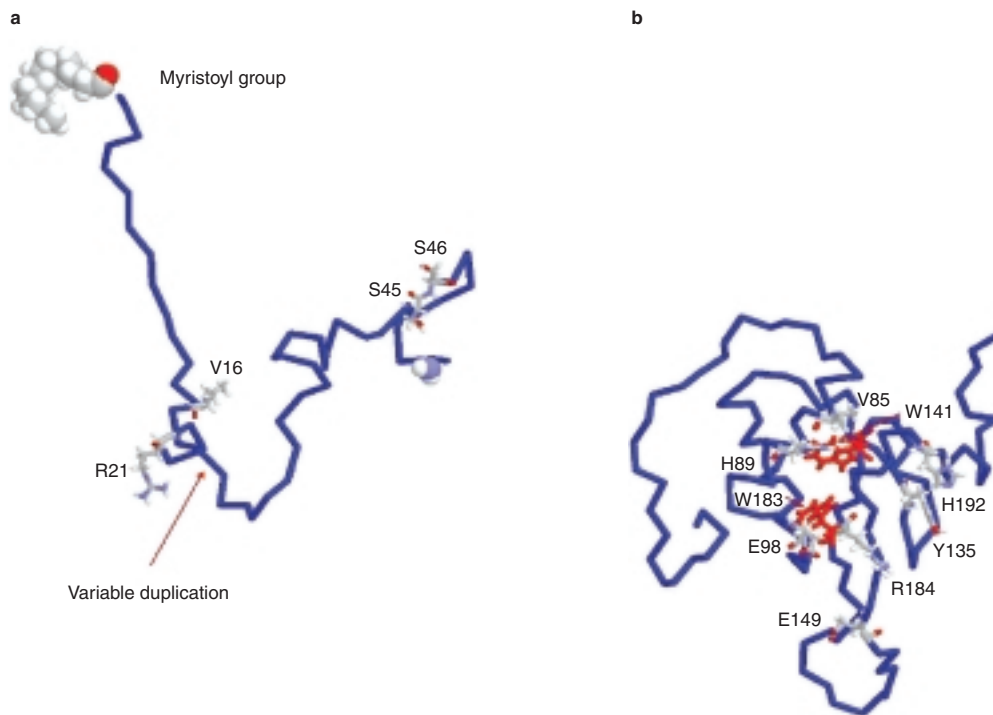 a
Myristoyl group
S46
S45
V16
R21
Variable duplication
b
V85
W141
H89
W183
H192
E98
Y135
R184
E149